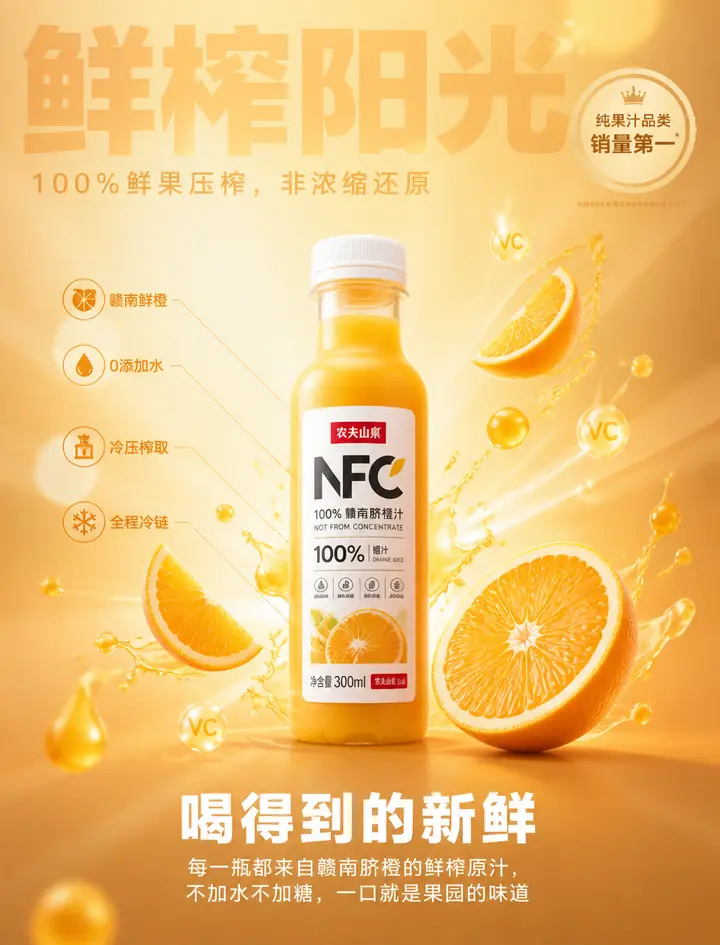 鲜榨阳光
100%鲜果压榨，非浓缩还原
纯果汁品类
销量第一*
赣南鲜橙
0添加水
冷压榨取
全程冷链
VC
VC
VC
农夫山泉
NFC
100% 赣南脐橙汁
NOT FROM CONCENTRATE
100%
橙汁
ORANGE JUICE
净含量 300ml
农夫山泉
喝得到的新鲜
每一瓶都来自赣南脐橙的鲜榨原汁，
不加水不加糖，一口就是果园的味道